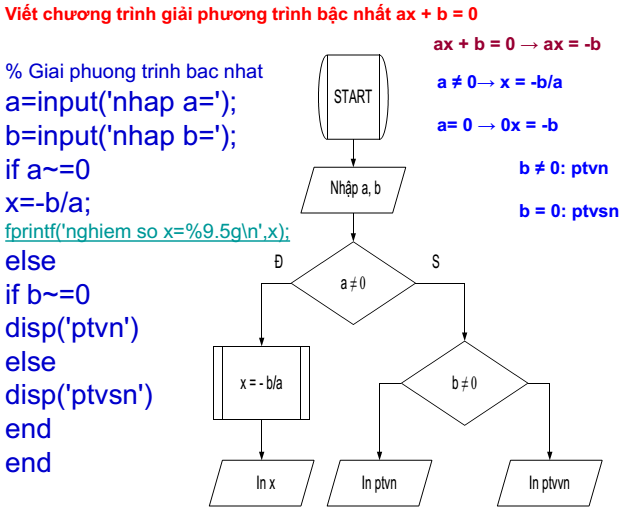 Viết chương trình giải phương trình bậc nhất ax + b = 0
% Giai phuong trinh bac nhat
a=input('nhap a=');
b=input('nhap b=');
if a~=0
x=-b/a;
fprintf('nghiem so x=%9.5g\n',x);
else
if b~=0
disp('ptvn')
else
disp('ptvsn')
end
end
ax + b = 0 → ax = -b
a ≠ 0→ x = -b/a
a= 0 → 0x = -b
b ≠ 0: ptvn
b = 0: ptvsn
START
Nhập a, b
Đ
S
a ≠ 0
x = - b/a
b ≠ 0
In x
In ptvn
In ptvvn